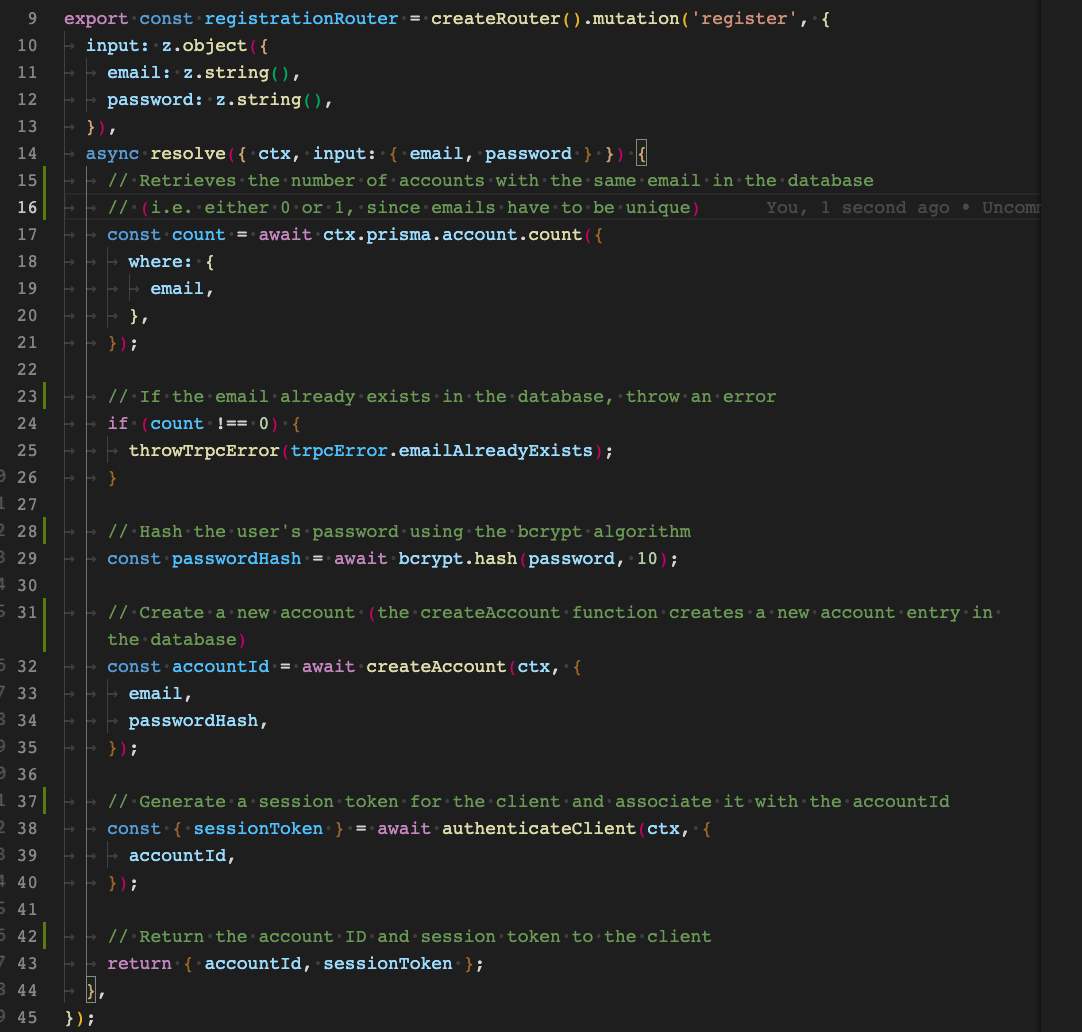 9 export const registrationRouter = createRouter().mutation('register', {
10 input: z.object({
11 email: z.string(),
12 password: z.string(),
13 }),
14 async resolve({ ctx, input: { email, password } }) {
15 // Retrieves the number of accounts with the same email in the database
16 // (i.e. either 0 or 1, since emails have to be unique) You, 1 second ago • Uncomm
17 const count = await ctx.prisma.account.count({
18 where: {
19 email,
20 },
21 });
22
23 // If the email already exists in the database, throw an error
24 if (count !== 0) {
25 throwTrpcError(trpcError.emailAlreadyExists);
26 }
27
28 // Hash the user's password using the bcrypt algorithm
29 const passwordHash = await bcrypt.hash(password, 10);
30
31 // Create a new account (the createAccount function creates a new account entry in
the database)
32 const accountId = await createAccount(ctx, {
33 email,
34 passwordHash,
35 });
36
37 // Generate a session token for the client and associate it with the accountId
38 const { sessionToken } = await authenticateClient(ctx, {
39 accountId,
40 });
41
42 // Return the account ID and session token to the client
43 return { accountId, sessionToken };
44 },
45 });